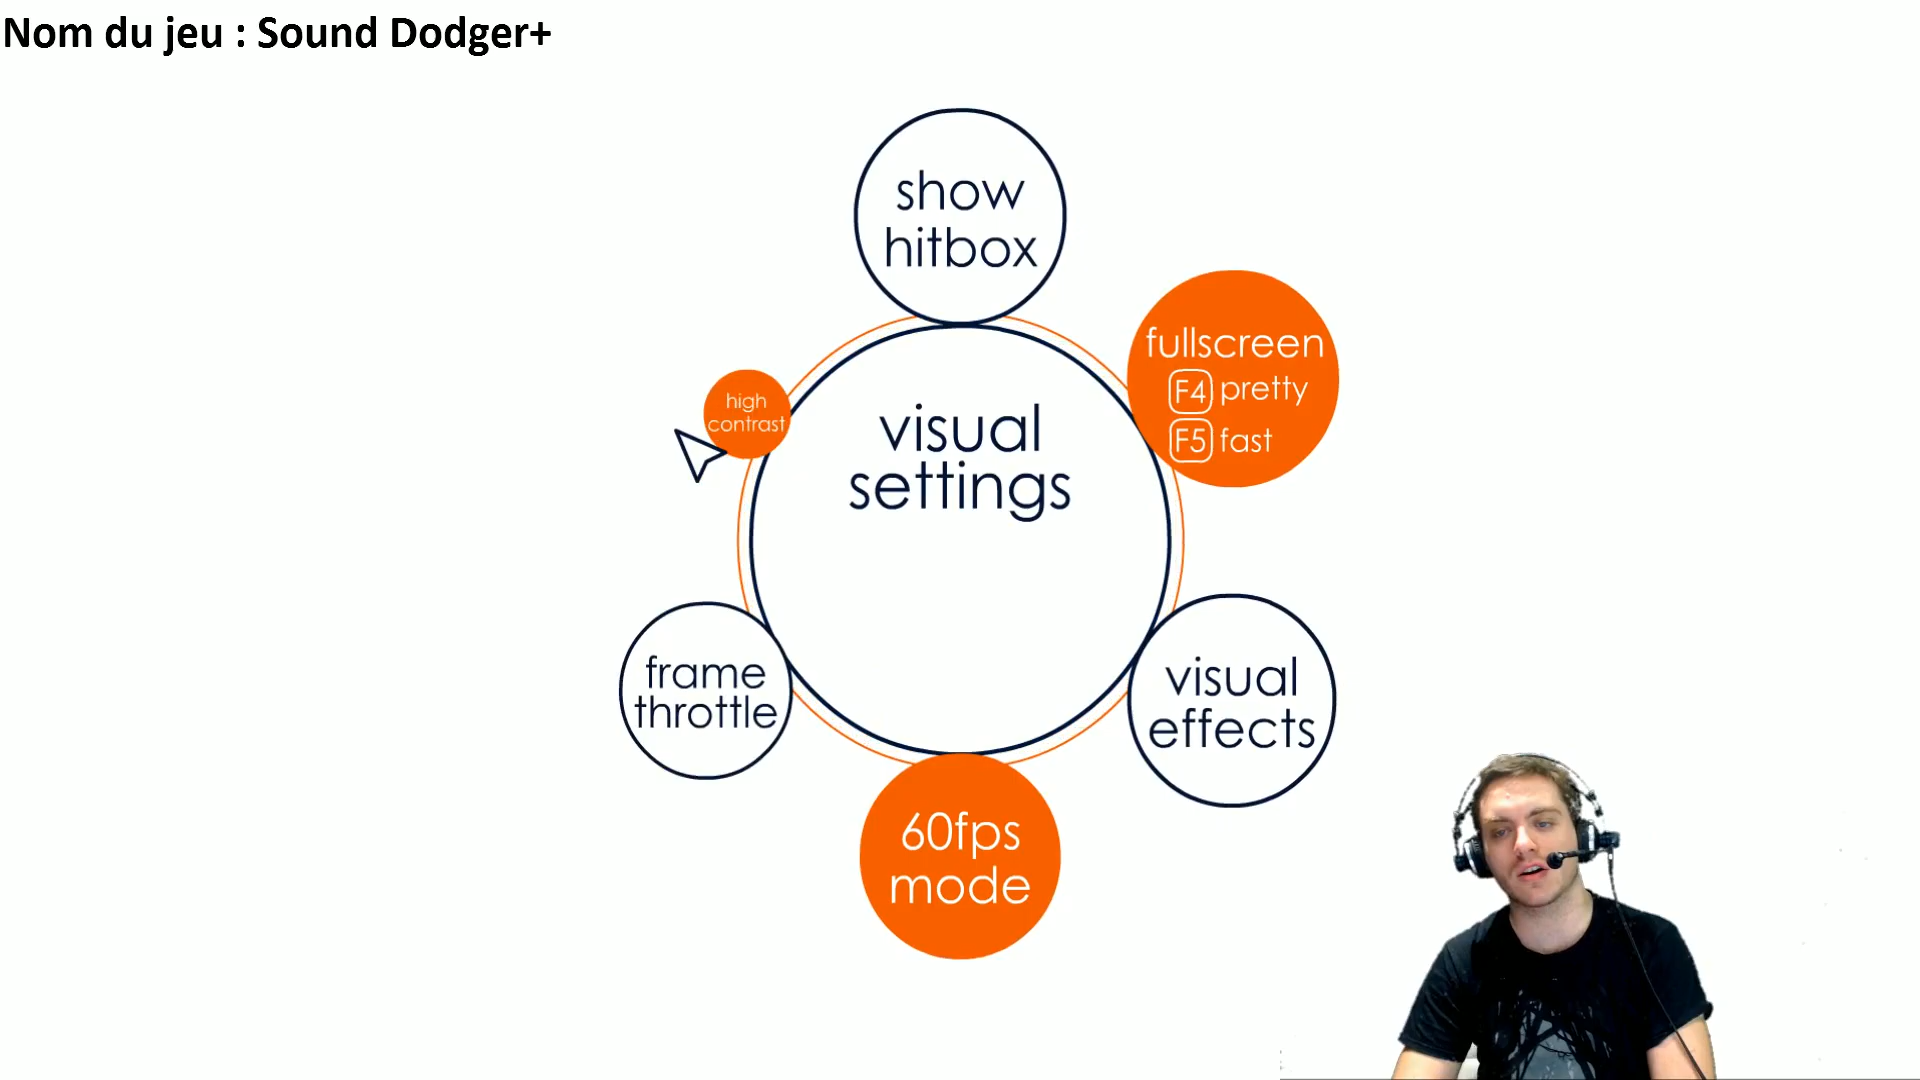 Nom du jeu : Sound Dodger+
show
hitbox
fullscreen
F4 pretty
F5 fast
high
contrast
visual
settings
frame
throttle
visual
effects
60fps
mode